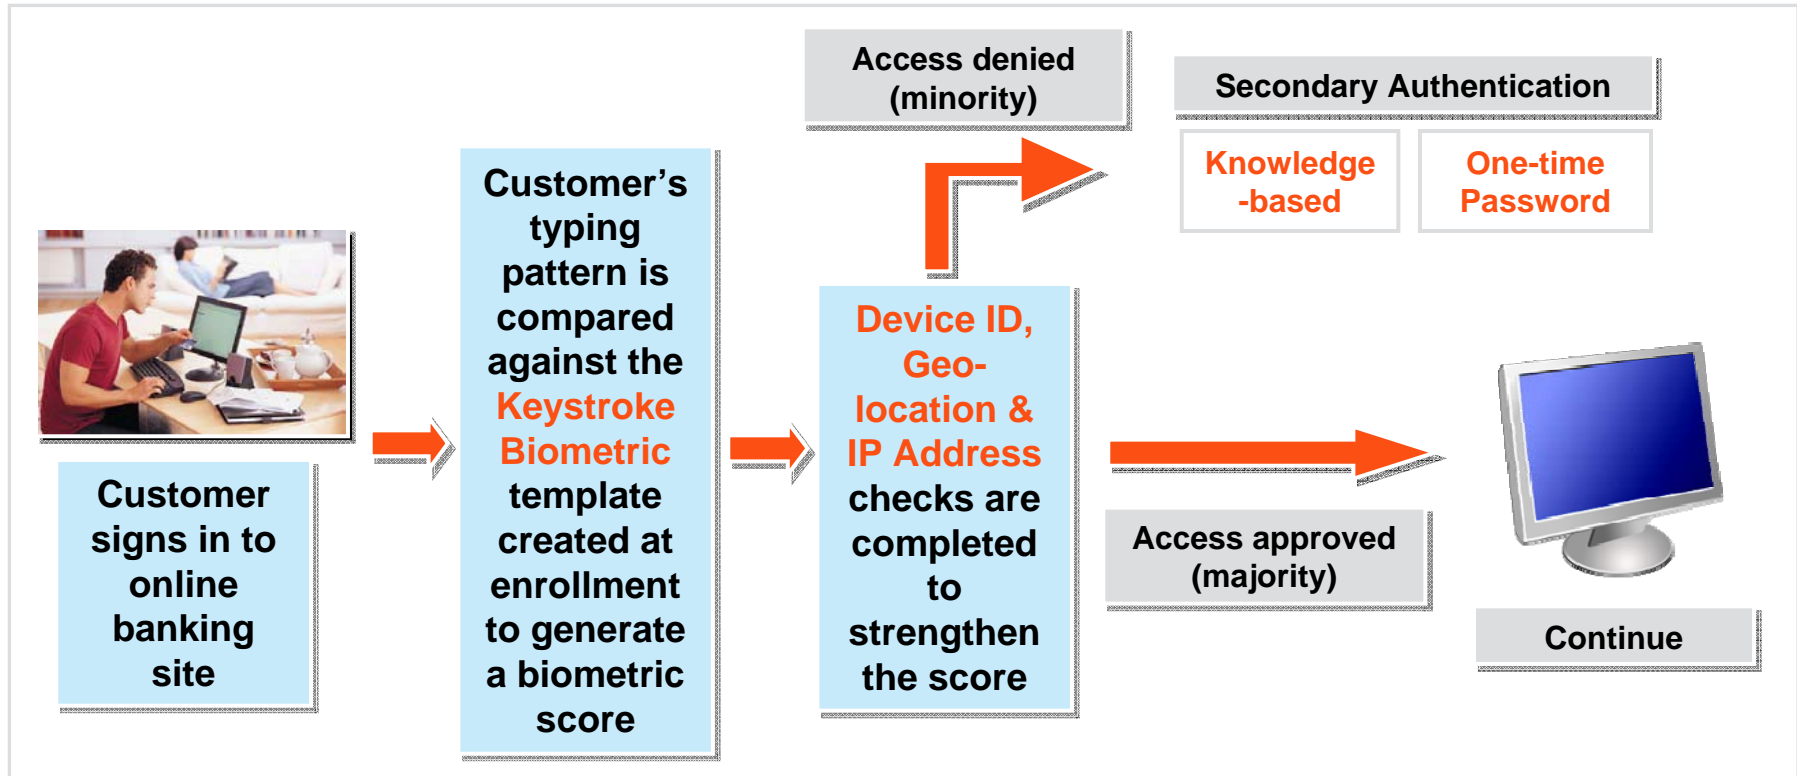 Customer
signs in to
online
banking
site
Customer’s
typing
pattern is
compared
against the
Keystroke
Biometric
template
created at
enrollment
to generate
a biometric
score
Device ID,
Geo-
location &
IP Address
checks are
completed
to
strengthen
the score
Access denied
(minority)
Secondary Authentication
Knowledge
-based
One-time
Password
Access approved
(majority)
Continue